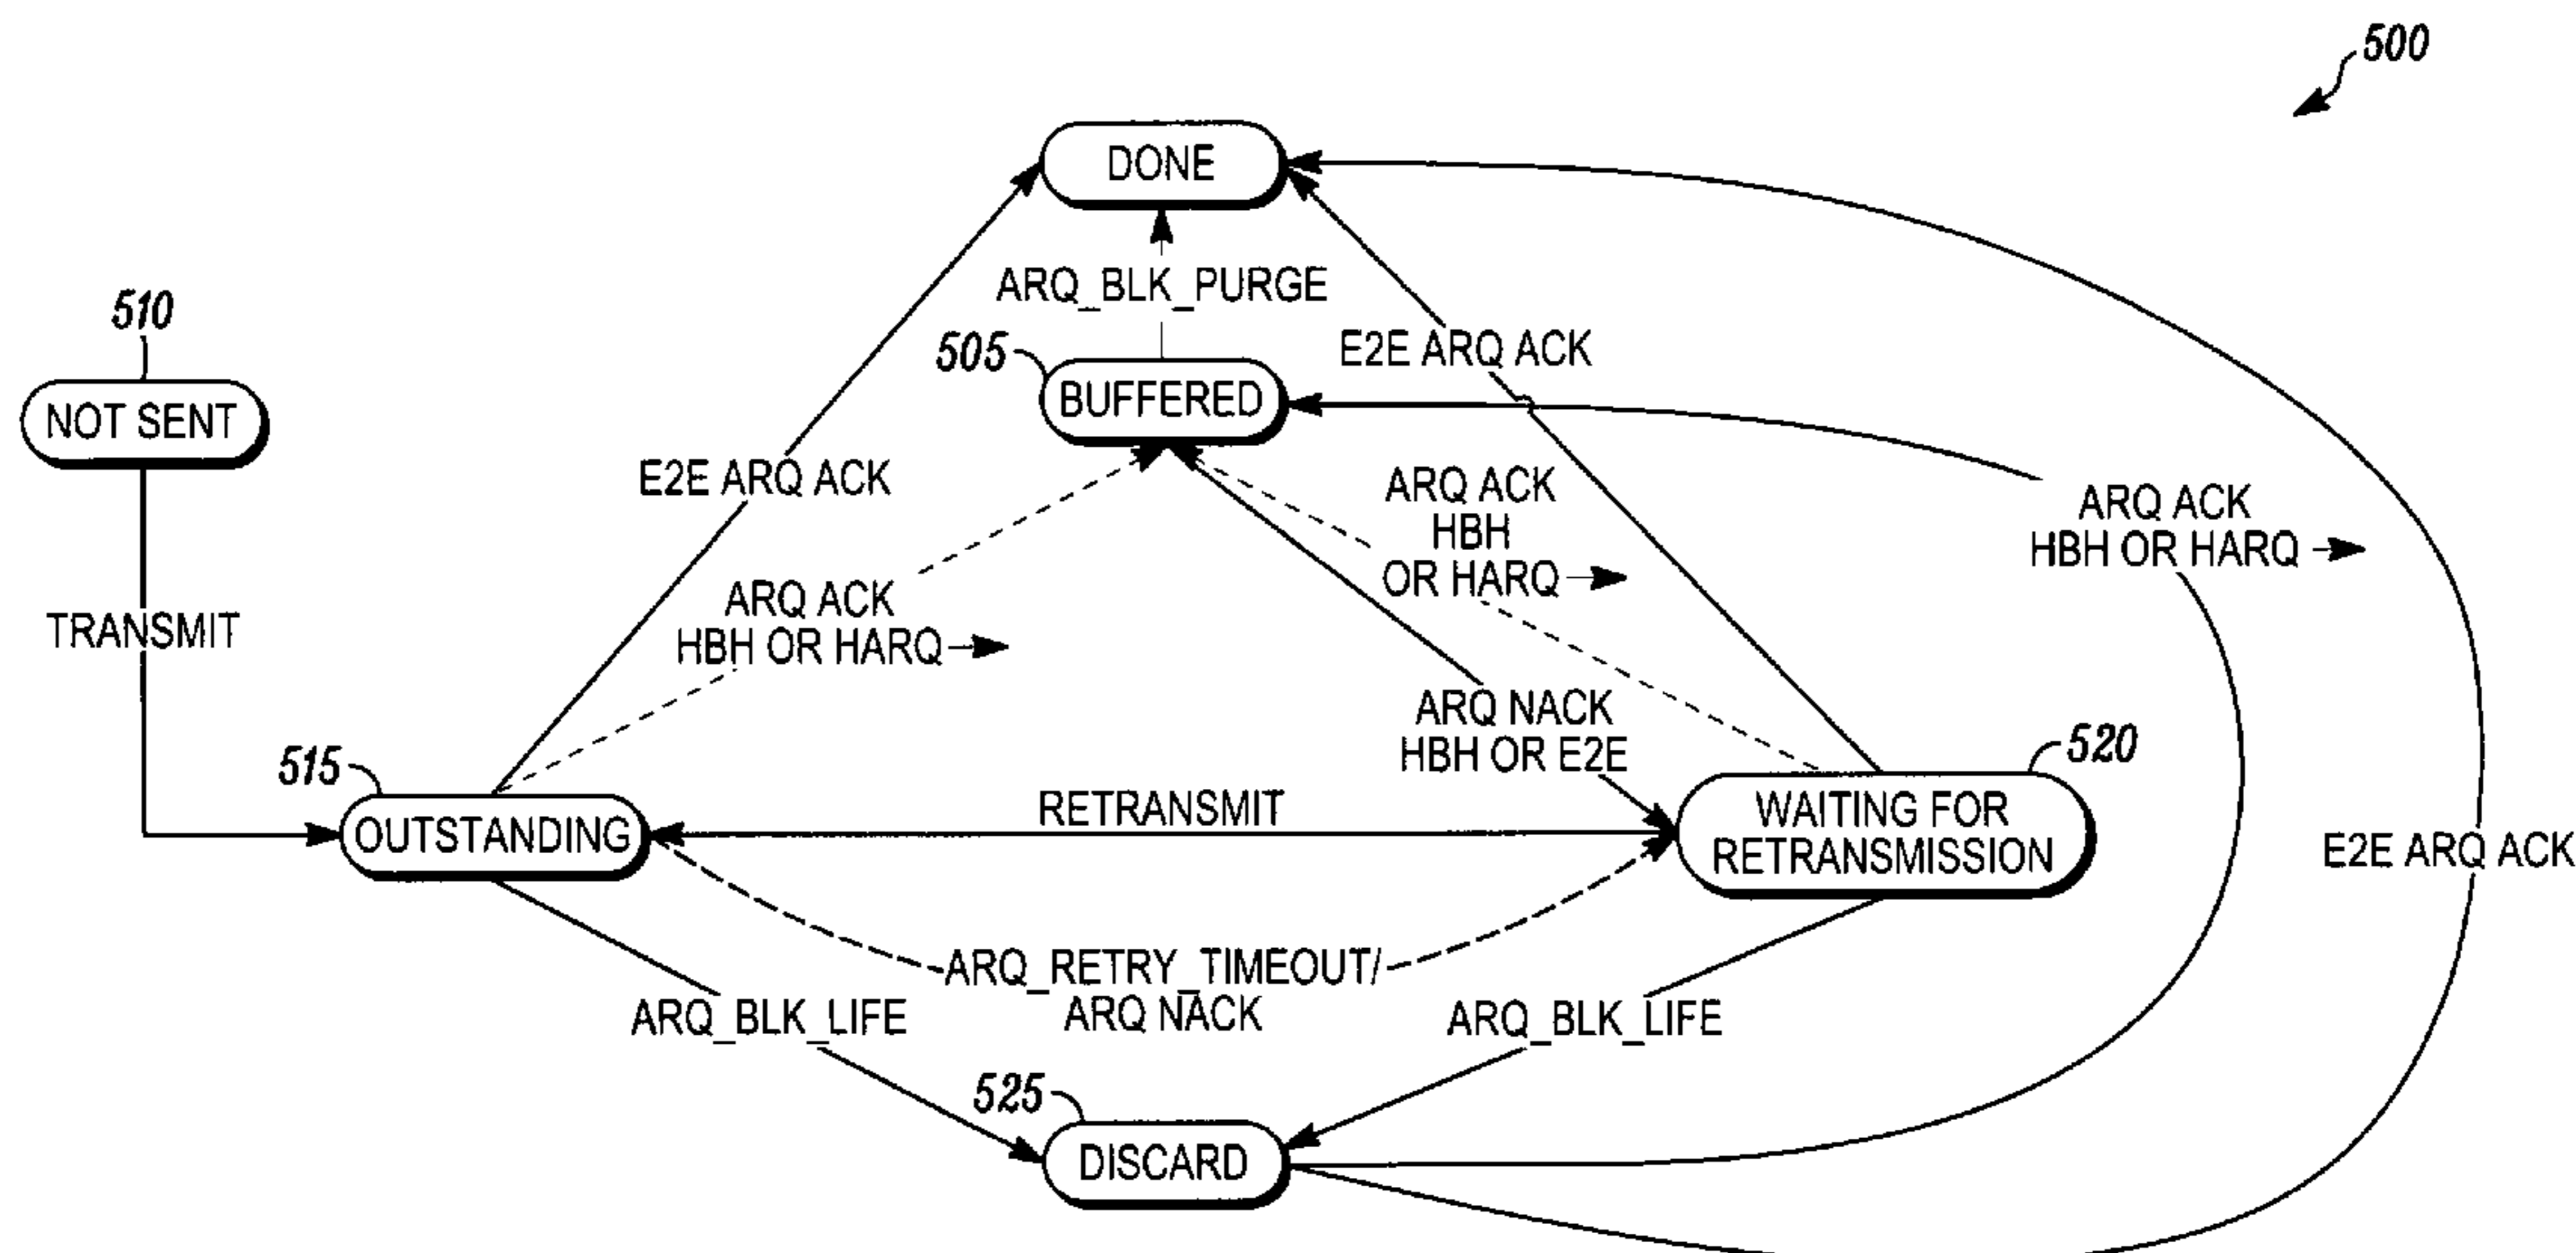 500
DONE
ARQ_BLK_PURGE
510
NOT SENT
505
BUFFERED
E2E ARQ ACK
E2E ARQ ACK
ARQ ACK
HBH
OR HARQ
ARQ ACK
HBH OR HARQ
TRANSMIT
ARQ ACK
HBH OR HARQ
ARQ NACK
HBH OR E2E
515
OUTSTANDING
RETRANSMIT
520
WAITING FOR
RETRANSMISSION
E2E ARQ ACK
ARQ_RETRY_TIMEOUT/
ARQ NACK
ARQ_BLK_LIFE
ARQ_BLK_LIFE
525
DISCARD